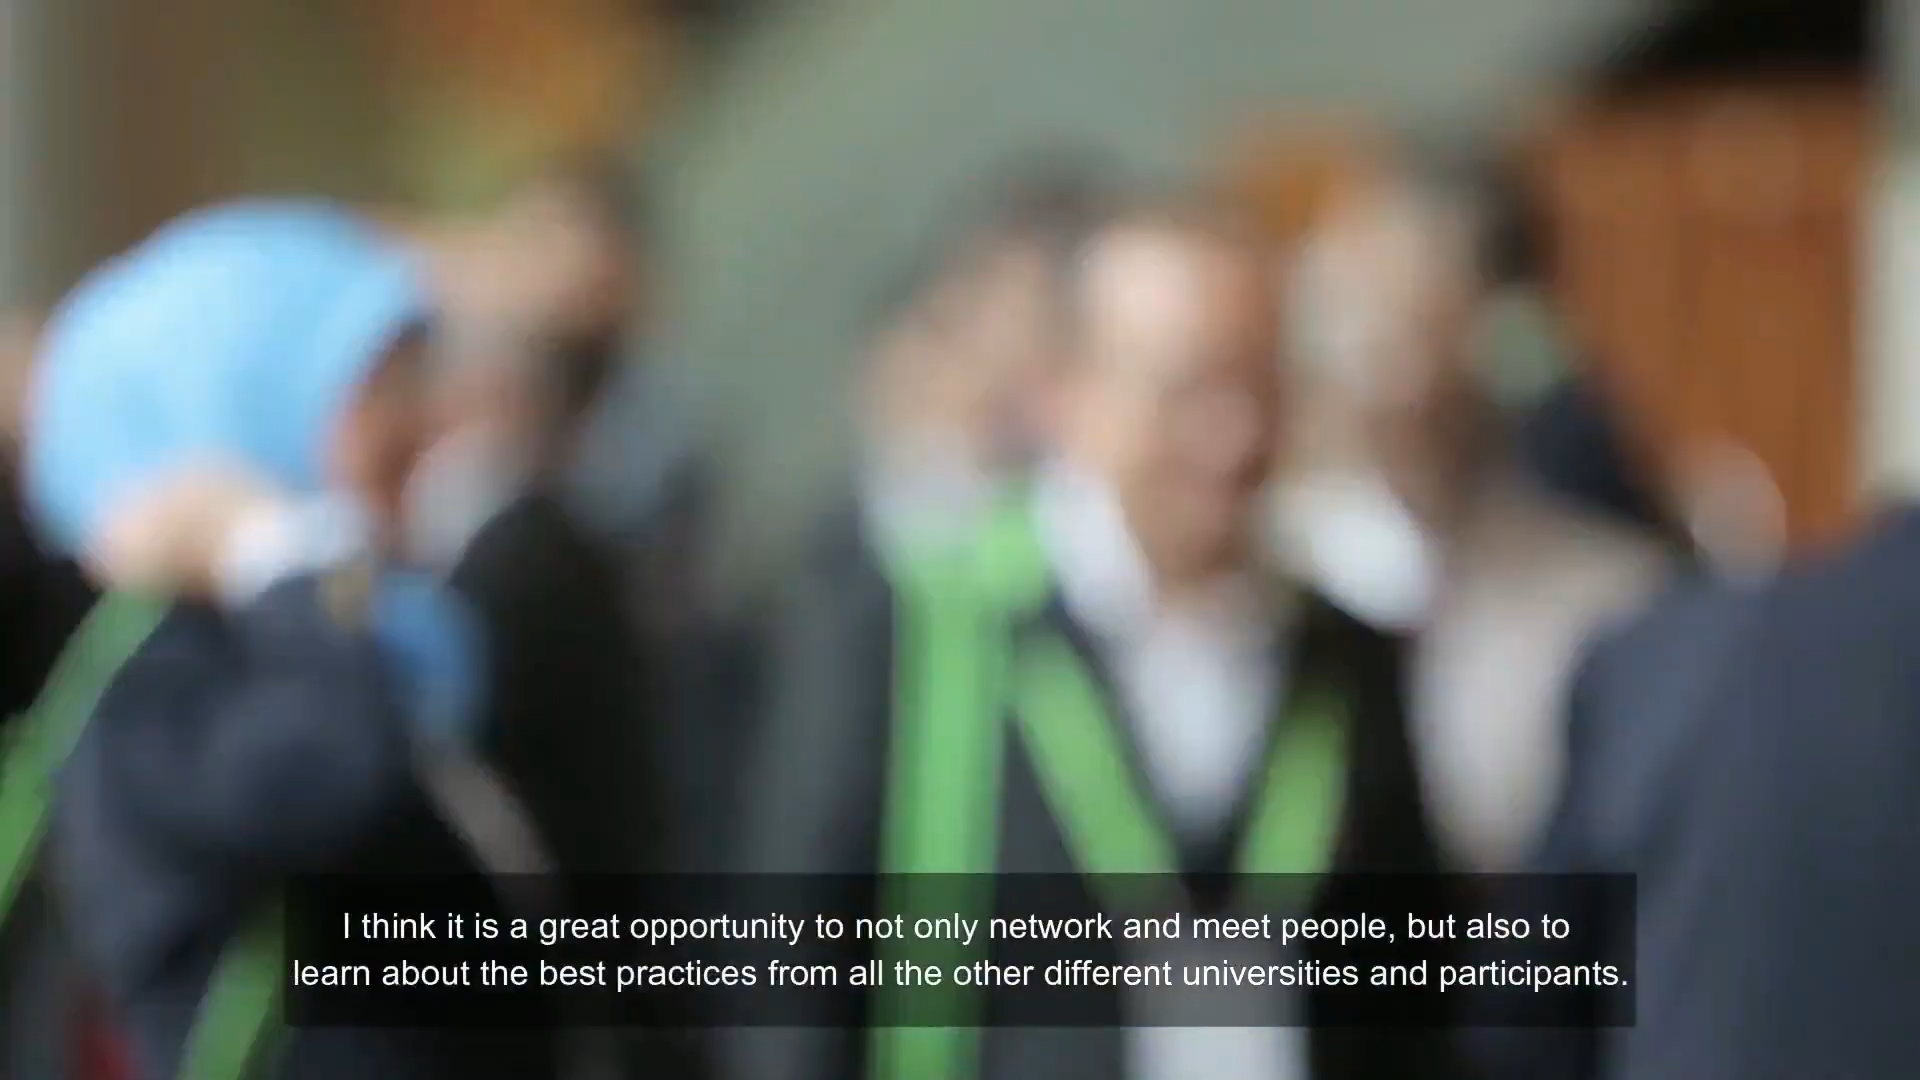 I think it is a great opportunity to not only network and meet people, but also to
learn about the best practices from all the other different universities and participants.